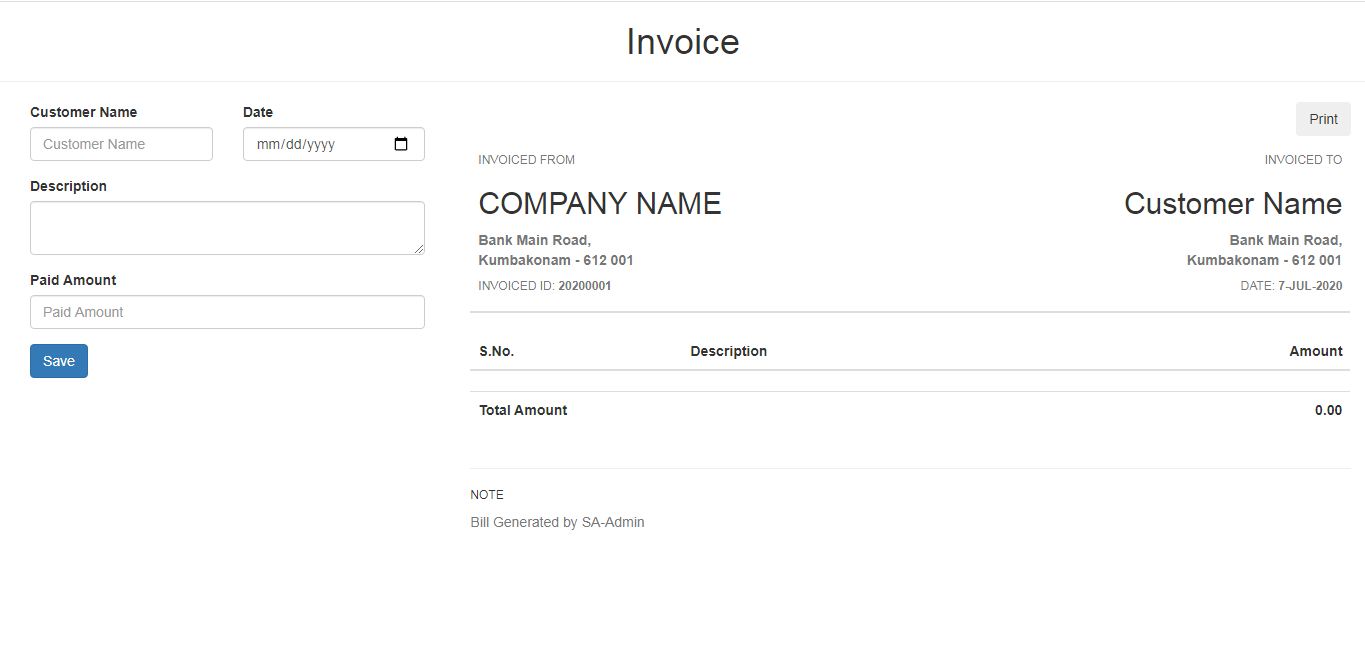 Invoice
Customer Name
Date
Customer Name
mm/dd/yyyy
Description
Paid Amount
Paid Amount
Save
Print
INVOICED FROM
INVOICED TO
COMPANY NAME
Customer Name
Bank Main Road,
Kumbakonam - 612 001
Bank Main Road,
Kumbakonam - 612 001
INVOICED ID: 20200001
DATE: 7-JUL-2020
S.No. Description Amount
Total Amount 0.00
NOTE
Bill Generated by SA-Admin